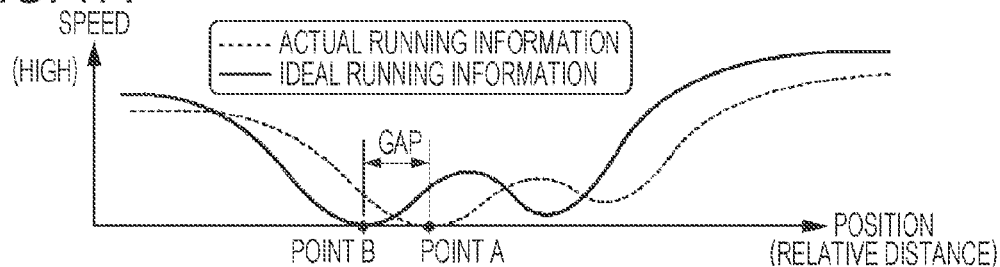 SPEED
(HIGH)
ACTUAL RUNNING INFORMATION
IDEAL RUNNING INFORMATION
GAP
POINT B
POINT A
POSITION
(RELATIVE DISTANCE)